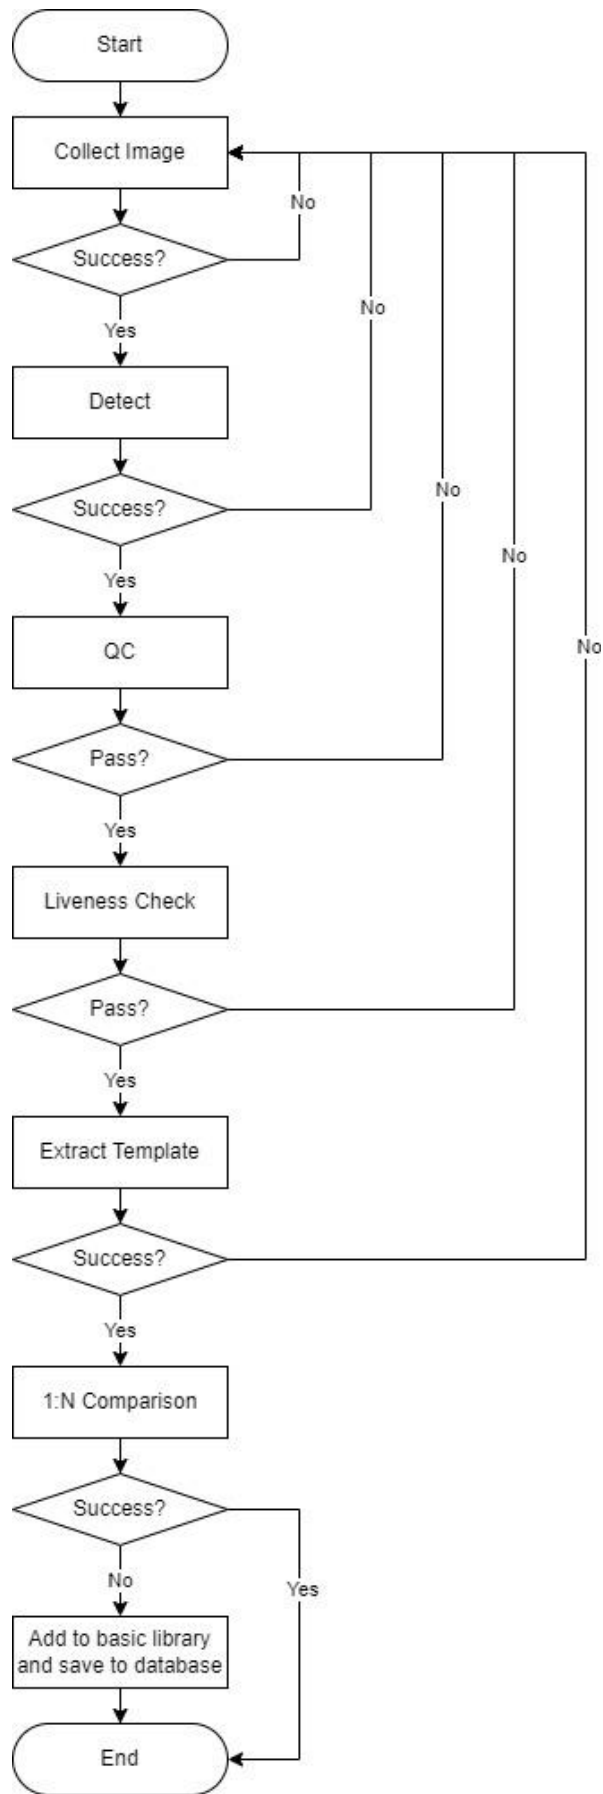 Start
Collect Image
No
Success?
No
Yes
Detect
No
Success?
No
Yes
No
QC
Pass?
Yes
Liveness Check
Pass?
Yes
Extract Template
Success?
Yes
1:N Comparison
Success?
No
Yes
Add to basic library
and save to database
End